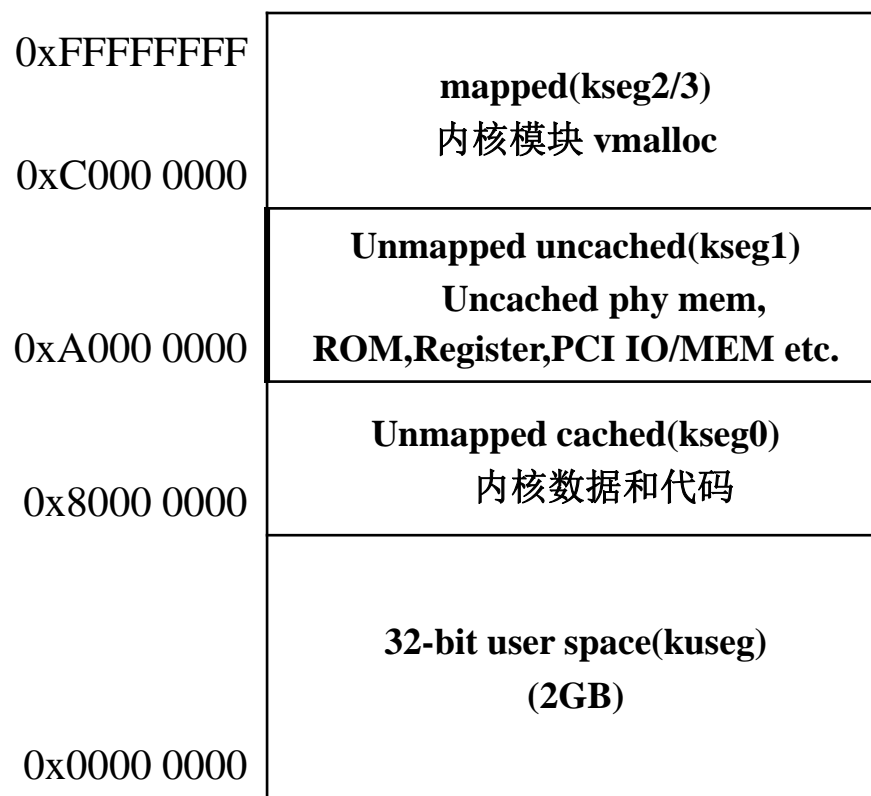 0xFFFFFFFF
mapped(kseg2/3)
内核模块 vmalloc
0xC000 0000
Unmapped uncached(kseg1)
Uncached phy mem,
ROM,Register,PCI IO/MEM etc.
0xA000 0000
Unmapped cached(kseg0)
内核数据和代码
0x8000 0000
32-bit user space(kuseg)
(2GB)
0x0000 0000